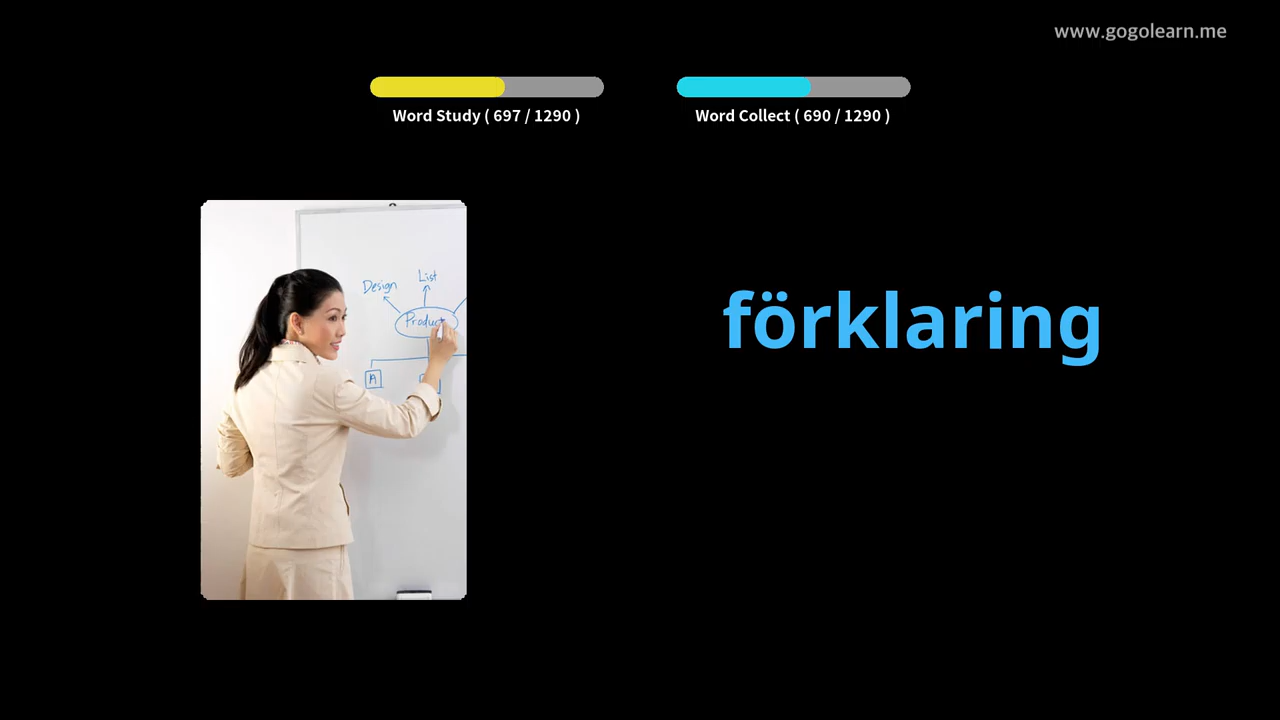 www.gogolearn.me
Word Study ( 697 / 1290 )
Word Collect ( 690 / 1290 )
Design
List
Product
A
förklaring